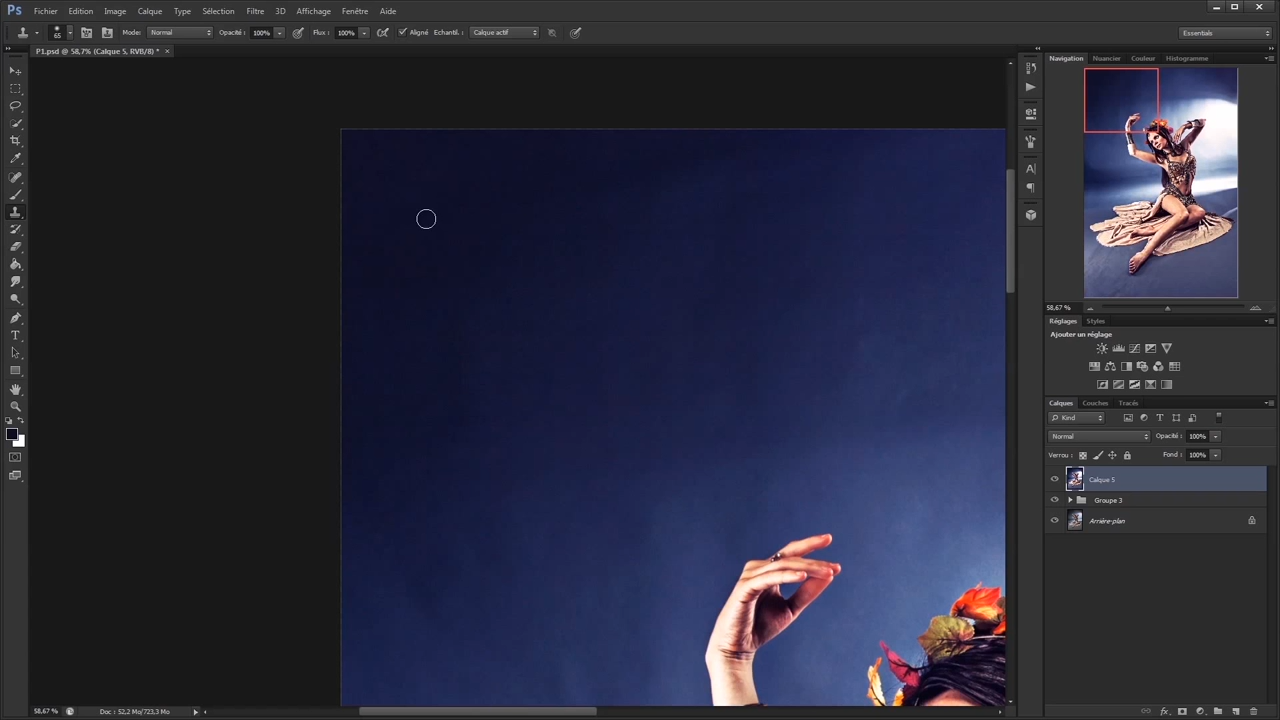 Ps Fichier Edition Image Calque Type Sélection Filtre 3D Affichage Fenêtre Aide
65 Mode: Normal Opacité: 100% Flux: 100% Aligné Echantil.: Calque actif Essentials
P1.psd @ 58,7% (Calque 5, RVB/8) * ×
Navigation Nuancier Couleur Histogramme
58,67 %
Réglages Styles
Ajouter un réglage
Calques Couches Tracés
Kind
Normal Opacité: 100%
Verrou : Fond : 100%
Calque 5
Groupe 3
Arrière-plan
58,67 % Doc : 52,2 Mo/723,3 Mo